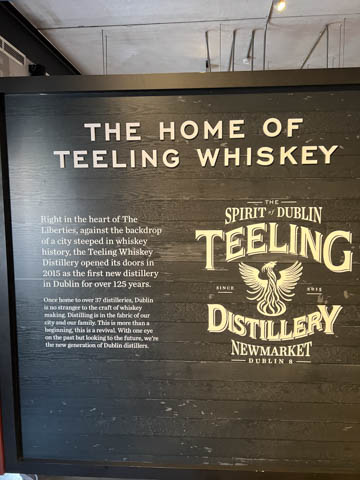 THE HOME OF
TEELING WHISKEY
Right in the heart of The
Liberties, against the backdrop
of a city steeped in whiskey
history, the Teeling Whiskey
Distillery opened its doors in
2015 as the first new distillery
in Dublin for over 125 years.
Once home to over 37 distilleries, Dublin
is no stranger to the craft of whiskey
making. Distilling is in the fabric of our
city and our family. This is more than a
beginning, this is a revival. With one eye
on the past but looking to the future, we're
the new generation of Dublin distillers.
THE
SPIRIT of DUBLIN
TEELING
SINCE 2015
DISTILLERY
NEWMARKET
DUBLIN 8